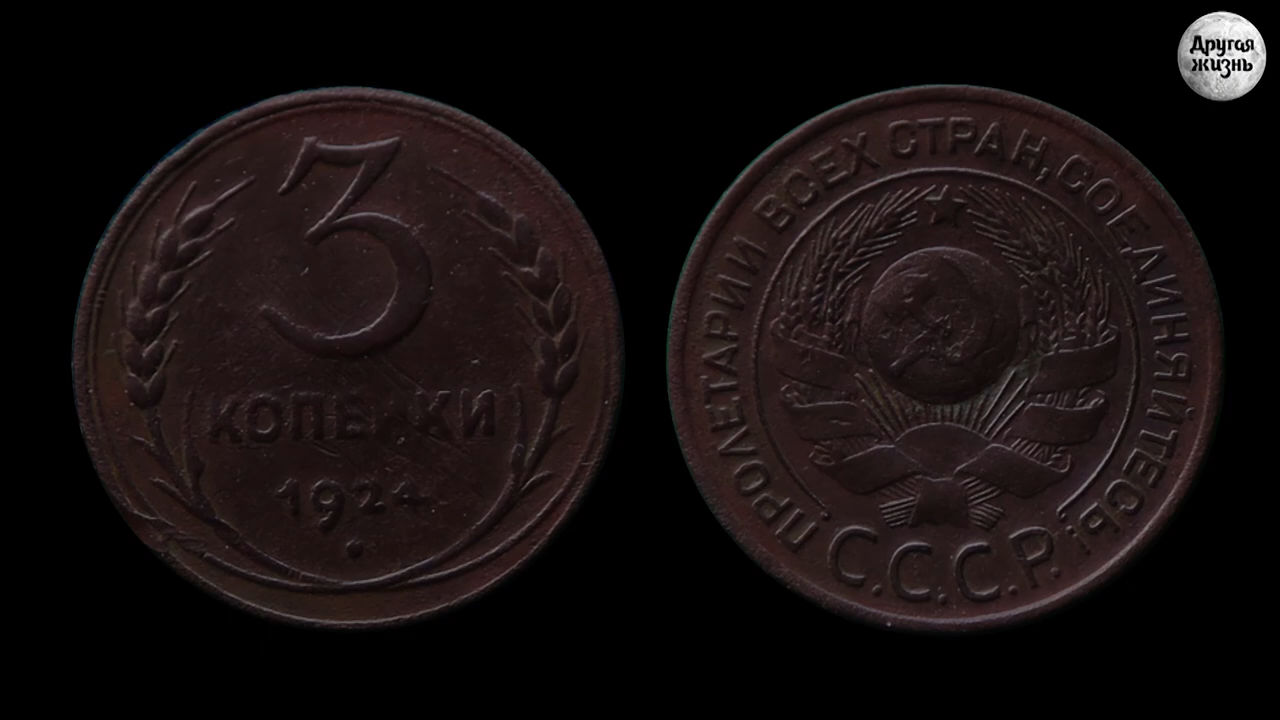 Другая
жизнь
3
КОПЕЙКИ
1924
ПРОЛЕТАРИИ ВСЕХ СТРАН, СОЕДИНЯЙТЕСЬ!
С.С.С.Р.